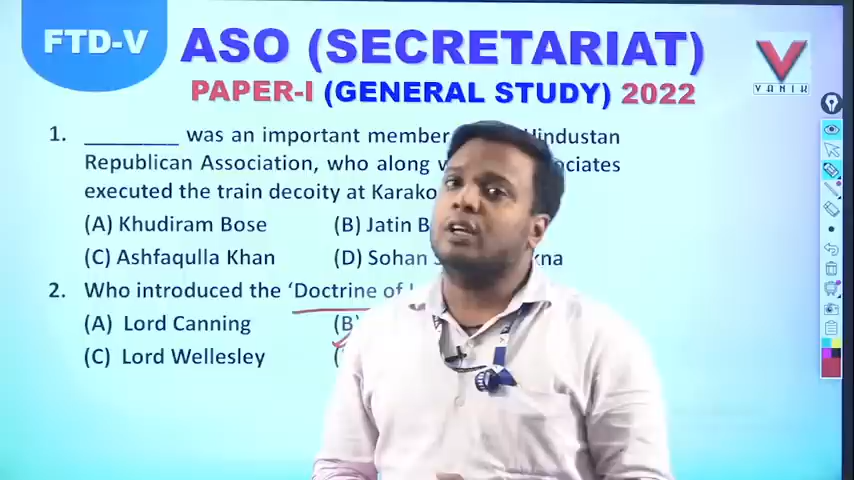 FTD-V
ASO (SECRETARIAT)
PAPER-I (GENERAL STUDY) 2022
VANIK
1. ________ was an important member Hindustan
Republican Association, who along ociates
executed the train decoity at Karako
(A) Khudiram Bose (B) Jatin B
(C) Ashfaqulla Khan (D) Sohan kna
2. Who introduced the ‘Doctrine of
(A) Lord Canning (B)
(C) Lord Wellesley (